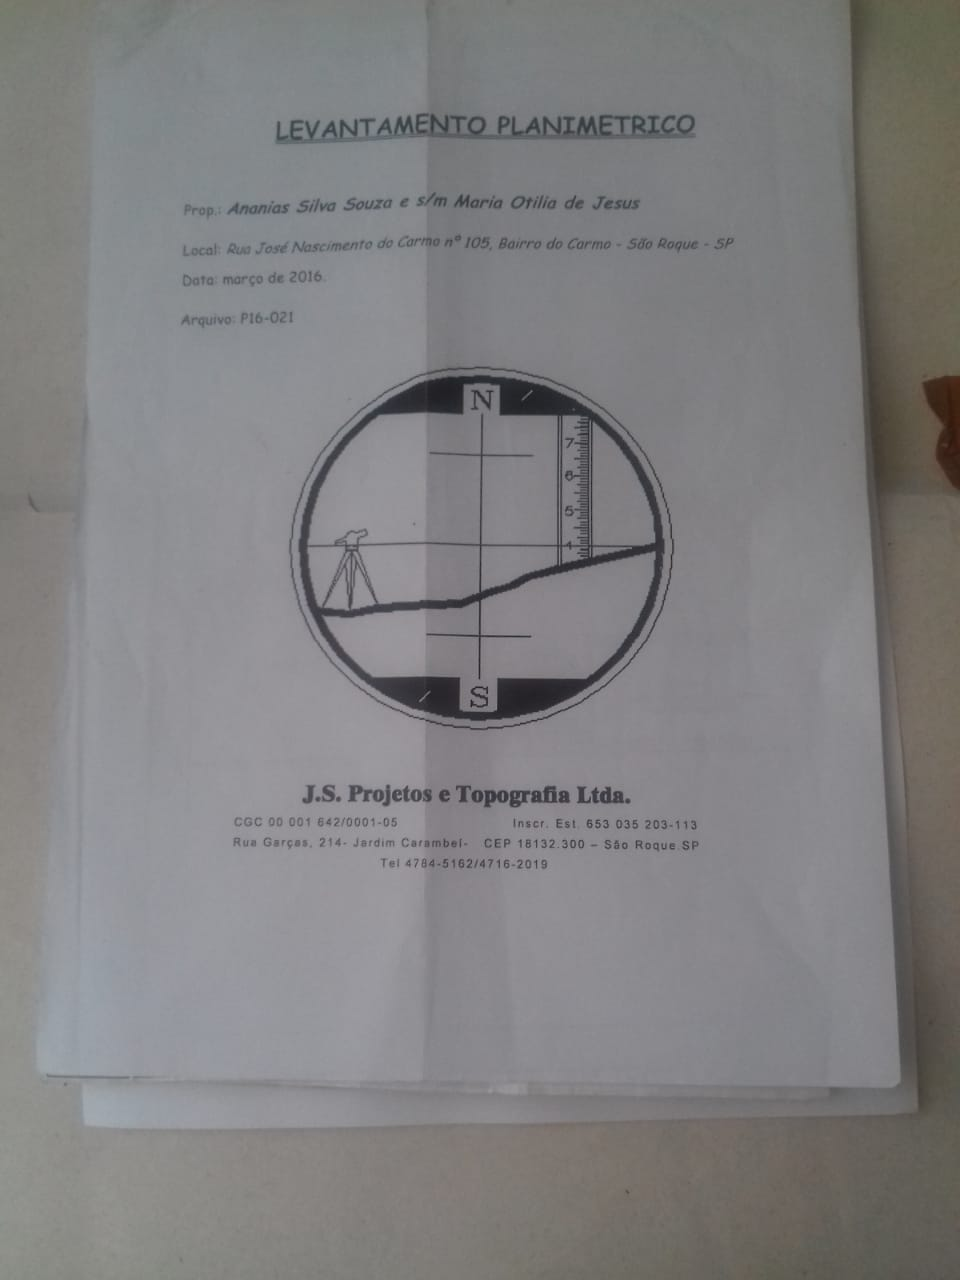 LEVANTAMENTO PLANIMETRICO
Prop.: Ananias Silva Souza e s/m Maria Otilia de Jesus
Local: Rua José Nascimento do Carmo nº 105, Bairro do Carmo - São Roque - SP
Data: março de 2016.
Arquivo: P16-021
N
7
6
5
4
S
J.S. Projetos e Topografia Ltda.
CGC 00 001 642/0001-05 Inscr. Est. 653 035 203-113
Rua Garças, 214- Jardim Carambeí- CEP 18132.300 – São Roque SP
Tel 4784-5162/4716-2019